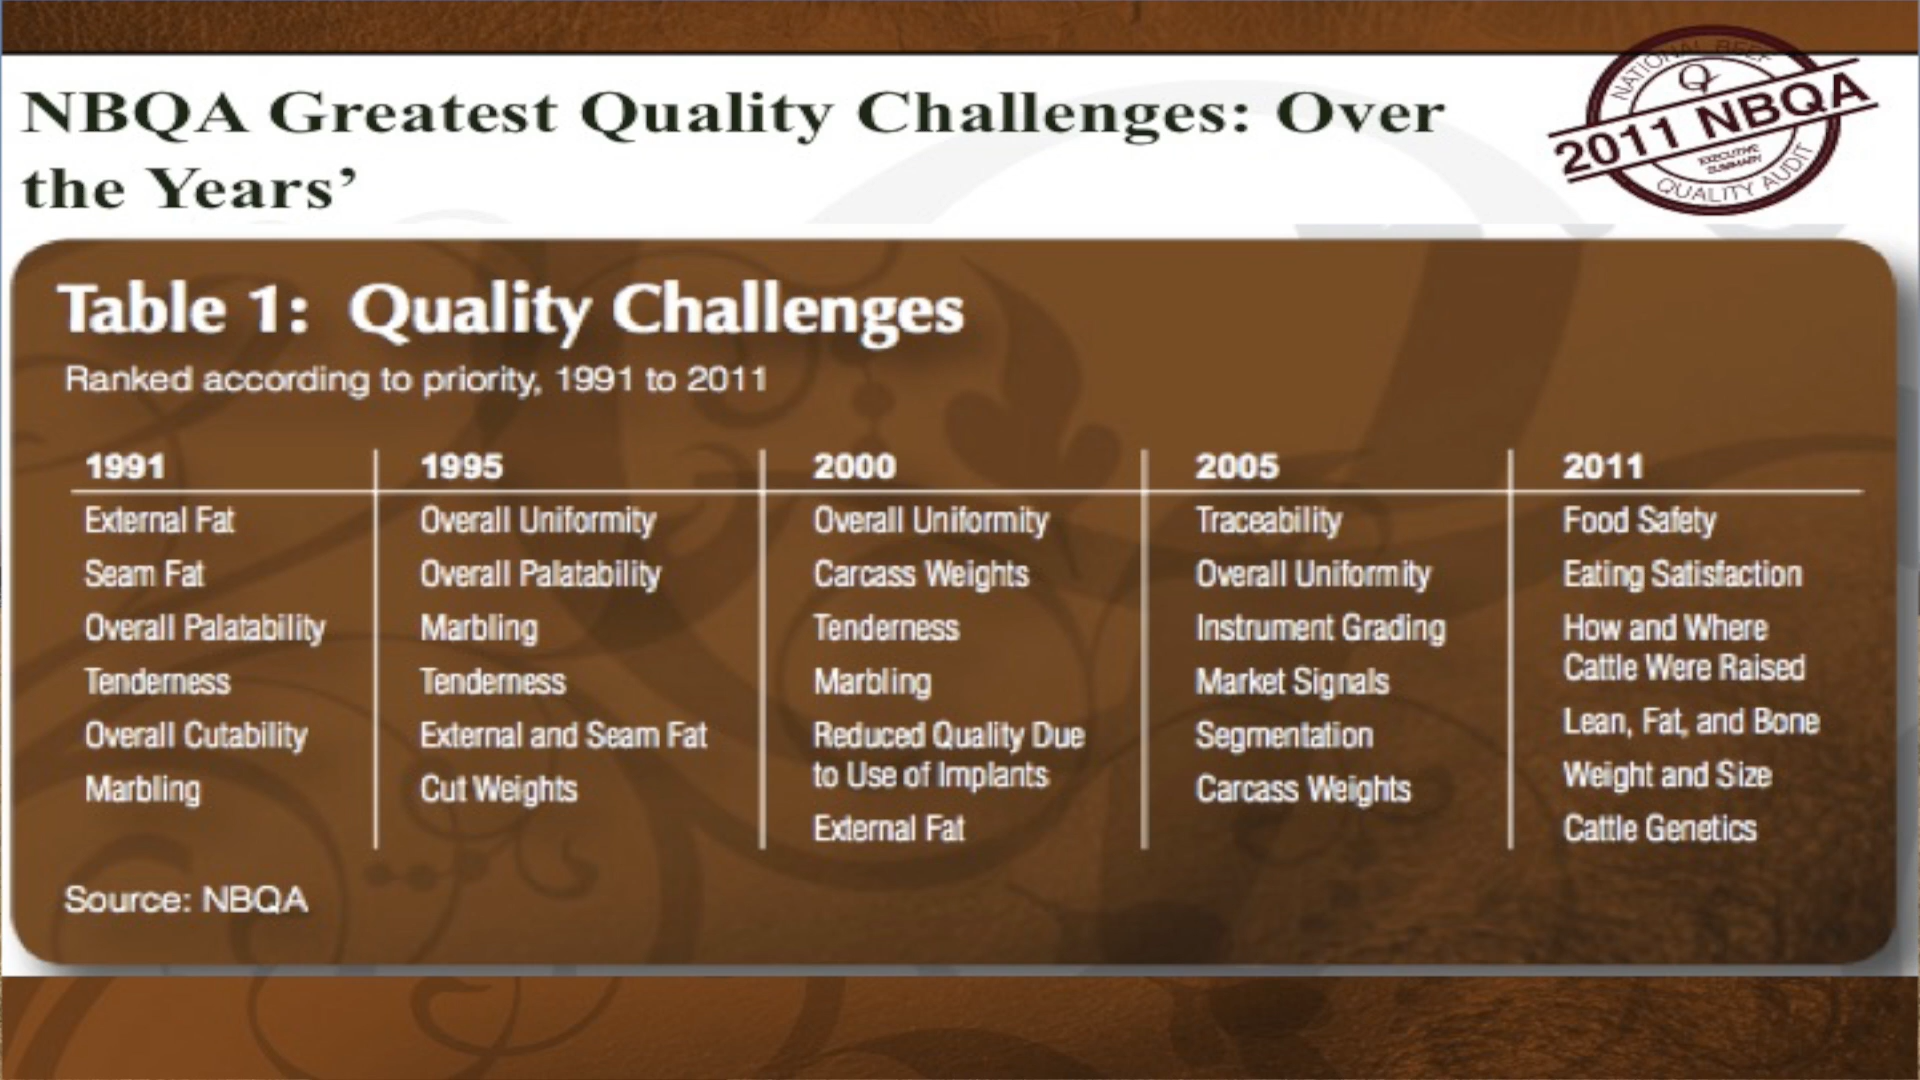 NBQA Greatest Quality Challenges: Over
the Years’
NATIONAL BEEF
Q
2011 NBQA
EXECUTIVE
SUMMARY
QUALITY AUDIT
Table 1: Quality Challenges
Ranked according to priority, 1991 to 2011
1991
External Fat
Seam Fat
Overall Palatability
Tenderness
Overall Cutability
Marbling
1995
Overall Uniformity
Overall Palatability
Marbling
Tenderness
External and Seam Fat
Cut Weights
2000
Overall Uniformity
Carcass Weights
Tenderness
Marbling
Reduced Quality Due
to Use of Implants
External Fat
2005
Traceability
Overall Uniformity
Instrument Grading
Market Signals
Segmentation
Carcass Weights
2011
Food Safety
Eating Satisfaction
How and Where
Cattle Were Raised
Lean, Fat, and Bone
Weight and Size
Cattle Genetics
Source: NBQA